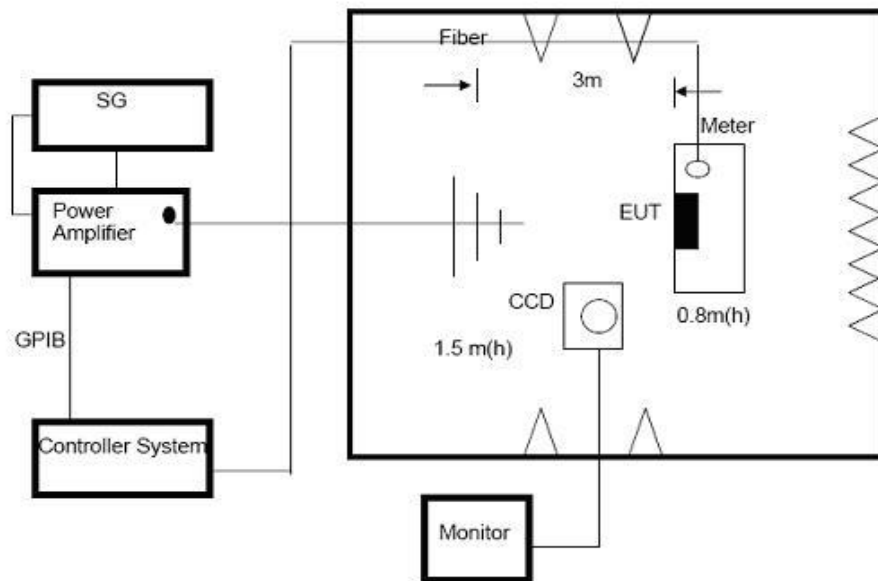 Fiber
3m
SG
Meter
Power
Amplifier
EUT
CCD
0.8m(h)
GPIB
1.5 m(h)
Controller System
Monitor